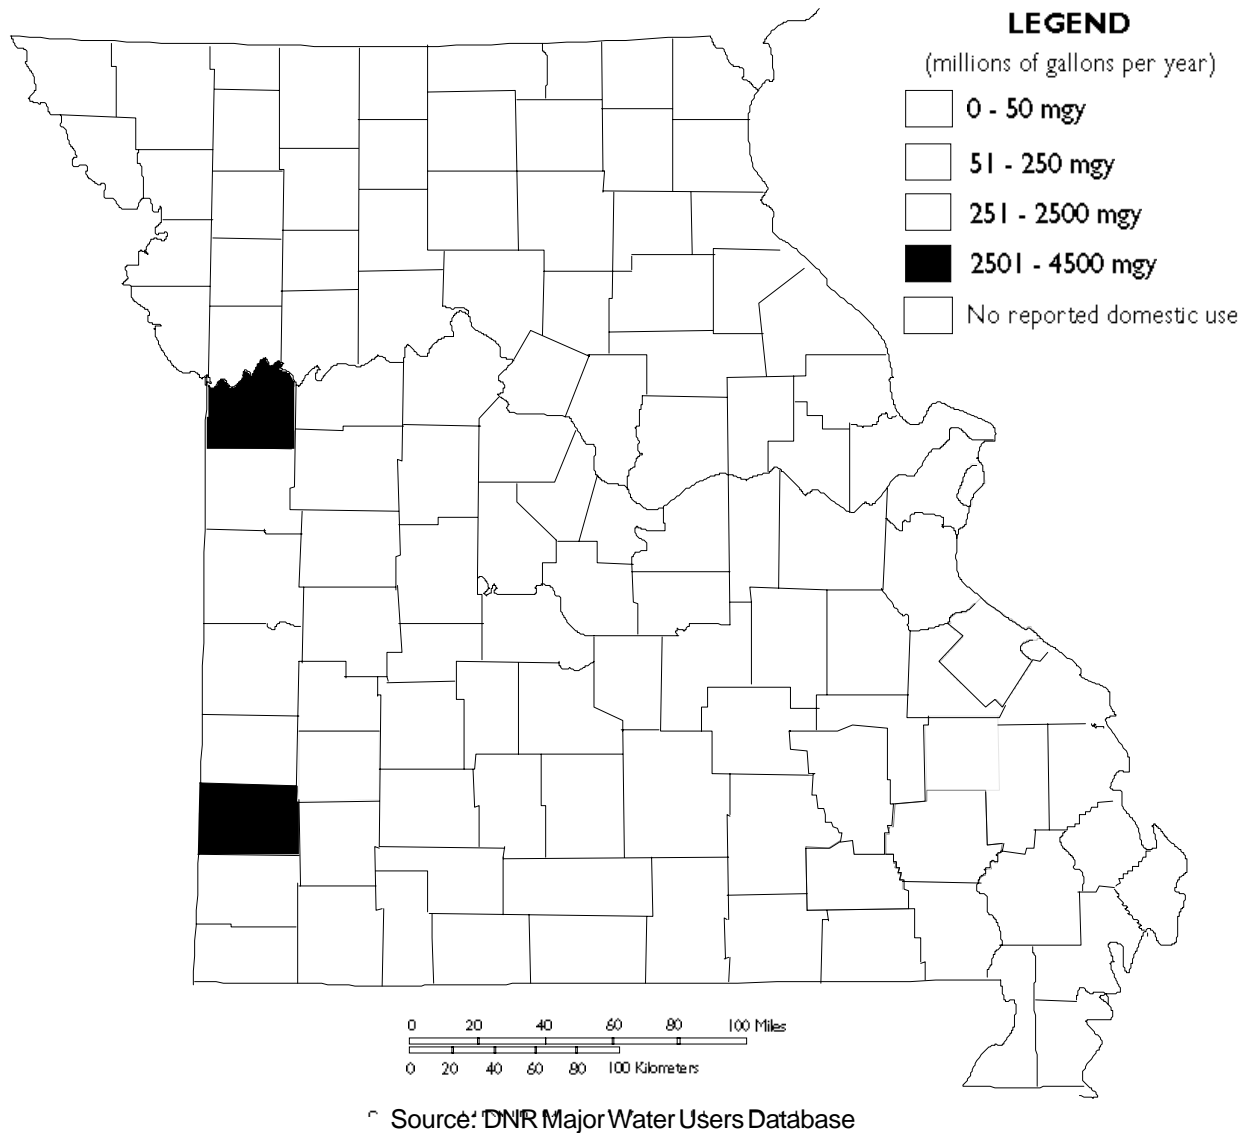 LEGEND
(millions of gallons per year)
0 - 50 mgy
51 - 250 mgy
251 - 2500 mgy
2501 - 4500 mgy
No reported domestic use
0 20 40 60 80 100 Miles
0 20 40 60 80 100 Kilometers
Source: DNR Major Water Users Database